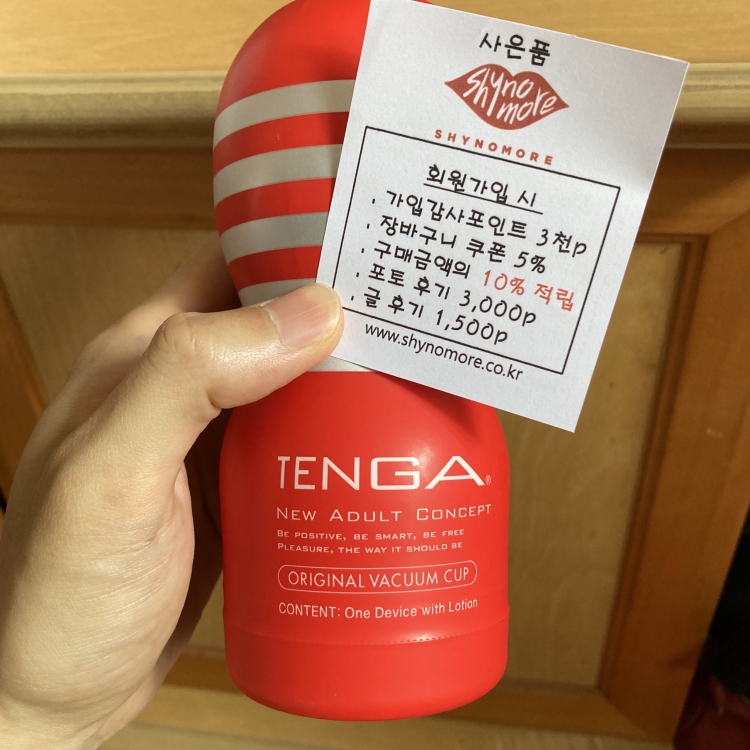 사은품
shyno
more
SHYNOMORE
회원가입 시
· 가입감사포인트 3천p
· 장바구니 쿠폰 5%
· 구매금액의 10% 적립
· 포토 후기 3,000p
· 글 후기 1,500p
www.shynomore.co.kr
TENGA®
NEW ADULT CONCEPT
BE POSITIVE, BE SMART, BE FREE
PLEASURE, THE WAY IT SHOULD BE
ORIGINAL VACUUM CUP
CONTENT: One Device with Lotion